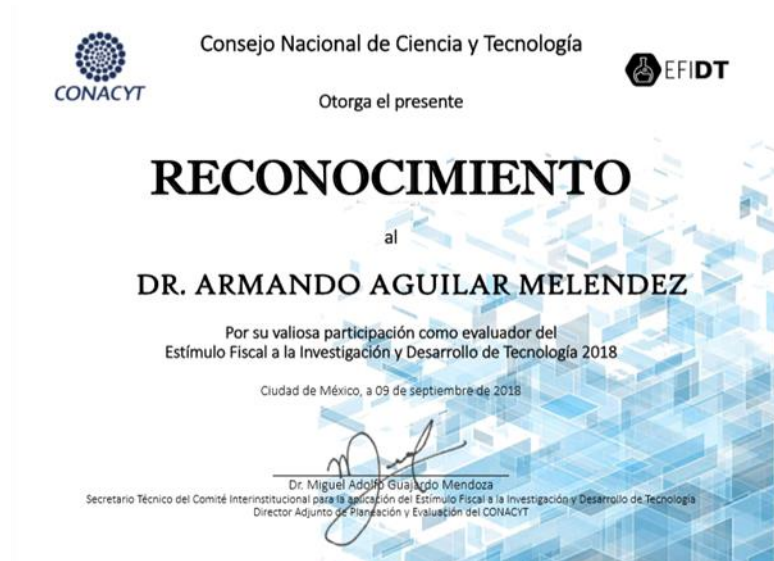 Consejo Nacional de Ciencia y Tecnología
CONACYT
EFIDT
Otorga el presente
RECONOCIMIENTO
al
DR. ARMANDO AGUILAR MELENDEZ
Por su valiosa participación como evaluador del
Estímulo Fiscal a la Investigación y Desarrollo de Tecnología 2018
Ciudad de México, a 09 de septiembre de 2018
Dr. Miguel Adolfo Guajardo Mendoza
Secretario Técnico del Comité Interinstitucional para la aplicación del Estímulo Fiscal a la Investigación y Desarrollo de Tecnología
Director Adjunto de Planeación y Evaluación del CONACYT